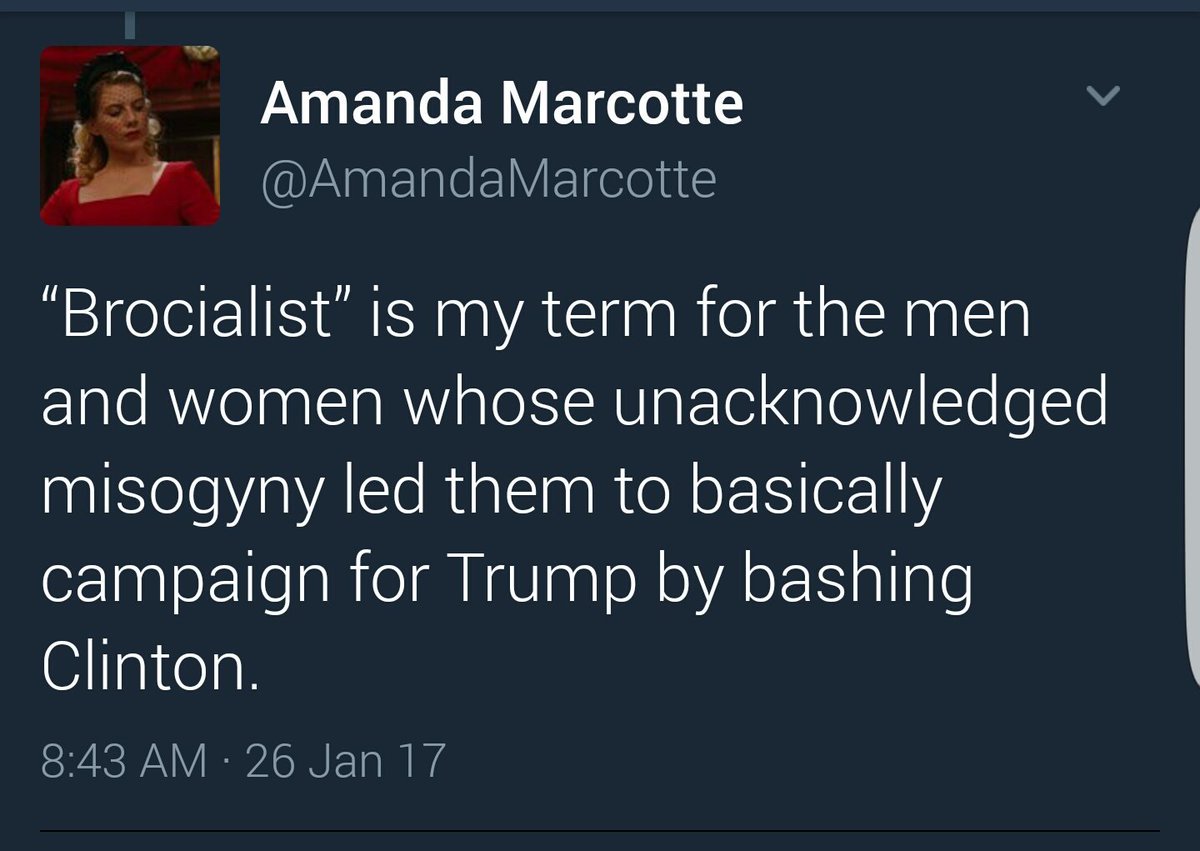 Amanda Marcotte
@AmandaMarcotte
“Brocialist” is my term for the men
and women whose unacknowledged
misogyny led them to basically
campaign for Trump by bashing
Clinton.
8:43 AM · 26 Jan 17